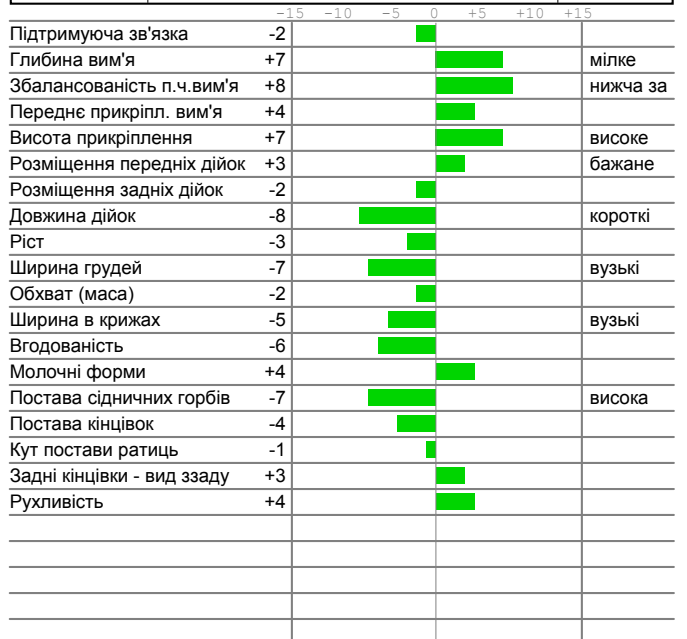 -15 -10 -5 0 +5 +10 +15
Підтримуюча зв'язка -2
Глибина вим'я +7 мілке
Збалансованість п.ч.вим'я +8 нижча за
Переднє прикріпл. вим'я +4
Висота прикріплення +7 високе
Розміщення передніх дійок +3 бажане
Розміщення задніх дійок -2
Довжина дійок -8 короткі
Ріст -3
Ширина грудей -7 вузькі
Обхват (маса) -2
Ширина в крижах -5 вузькі
Вгодованість -6
Молочні форми +4
Постава сідничних горбів -7 висока
Постава кінцівок -4
Кут постави ратиць -1
Задні кінцівки - вид ззаду +3
Рухливість +4